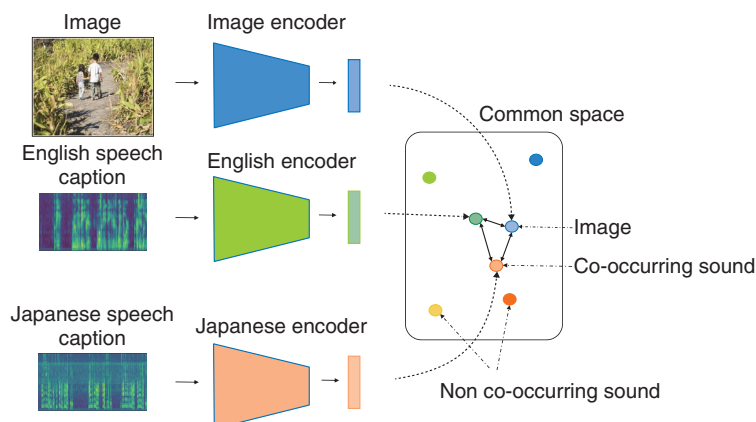 Image
Image encoder
Common space
English speech
caption
English encoder
Image
Co-occurring sound
Japanese speech
caption
Japanese encoder
Non co-occurring sound